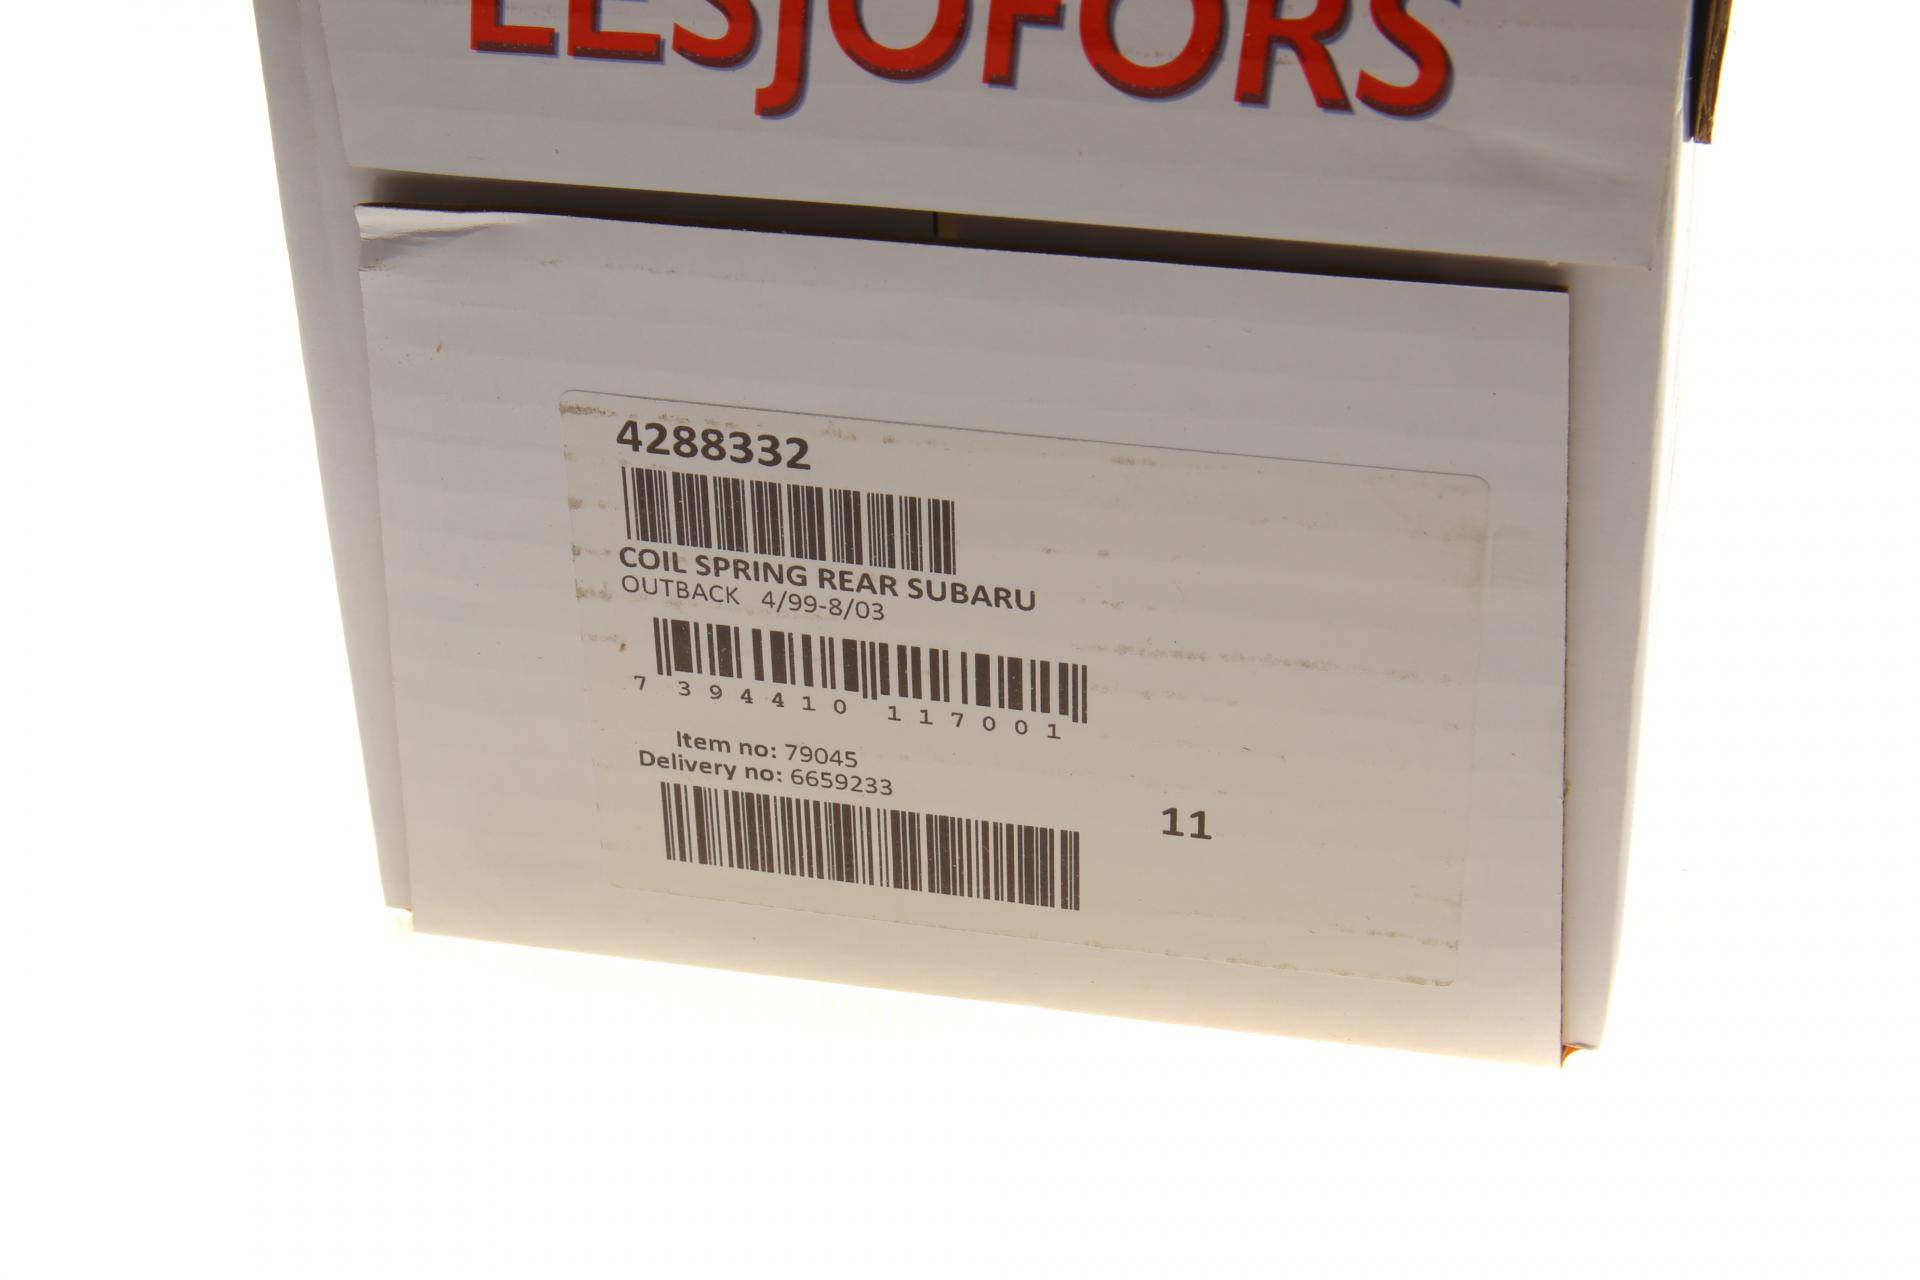 LESJÖFORS
4288332
COIL SPRING REAR SUBARU
OUTBACK 4/99-8/03
7 394410 117001
Item no: 79045
Delivery no: 6659233
11